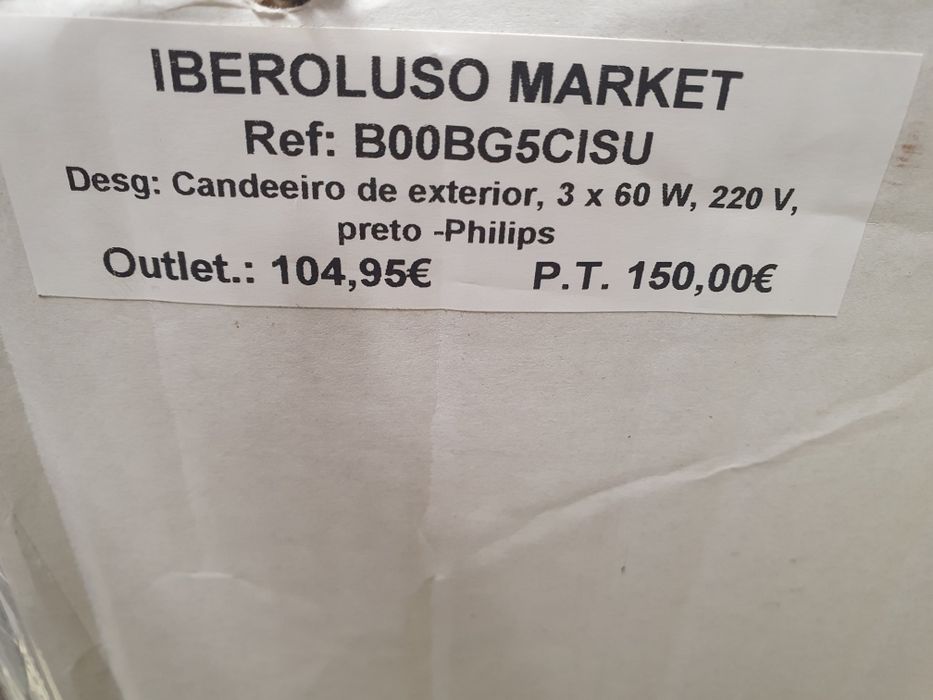 IBEROLUSO MARKET
Ref: B00BG5CISU
Desg: Candeeiro de exterior, 3 x 60 W, 220 V,
preto -Philips
Outlet.: 104,95€ P.T. 150,00€